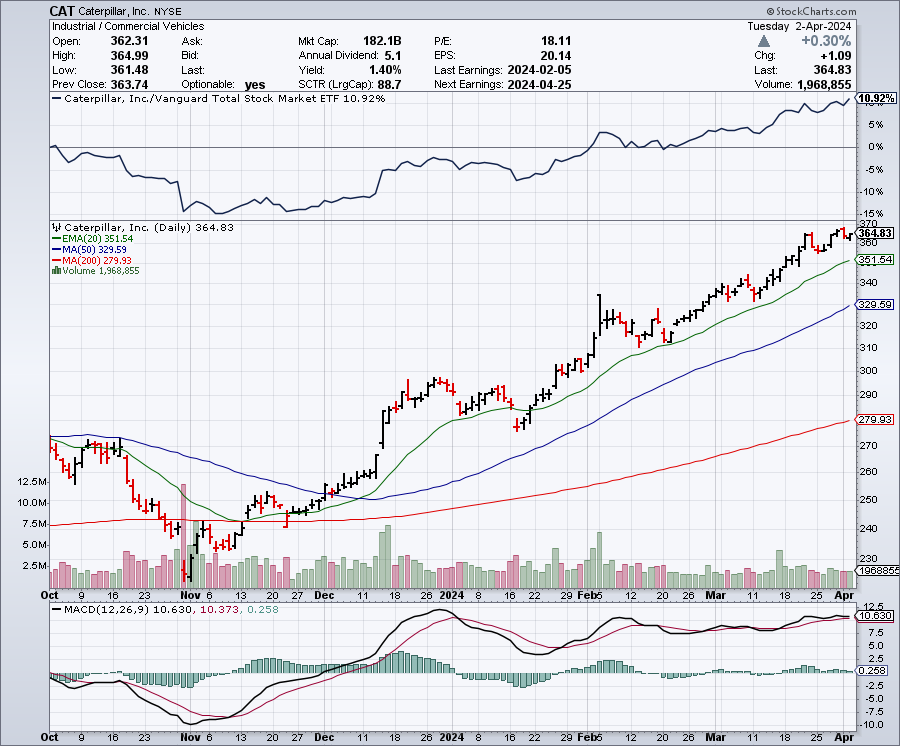 CAT Caterpillar, Inc. NYSE © StockCharts.com
Industrial / Commercial Vehicles Tuesday 2-Apr-2024
Open: 362.31 Ask: Mkt Cap: 182.1B P/E: 18.11 ▲ +0.30%
High: 364.99 Bid: Annual Dividend: 5.1 EPS: 20.14 Chg: +1.09
Low: 361.48 Last: Yield: 1.40% Last Earnings: 2024-02-05 Last: 364.83
Prev Close: 363.74 Optionable: yes SCTR (LrgCap): 88.7 Next Earnings: 2024-04-25 Volume: 1,968,855
Caterpillar, Inc./Vanguard Total Stock Market ETF 10.92%
10.92%
10%
5%
0%
-5%
-10%
-15%
Caterpillar, Inc. (Daily) 364.83
EMA(20) 351.54
MA(50) 329.59
MA(200) 279.93
Volume 1,968,855
370
364.83
360
351.54
340
329.59
320
310
300
290
279.93
270
260
250
240
230
1968855
12.5M
10.0M
7.5M
5.0M
2.5M
Oct 9 16 23 Nov 6 13 20 27 Dec 11 18 26 2024 8 16 22 29 Feb 5 12 20 26 Mar 11 18 25 Apr
MACD(12,26,9) 10.630, 10.373, 0.258
12.5
10.630
7.5
5.0
2.5
0.258
-2.5
-5.0
-7.5
-10.0
Oct 9 16 23 Nov 6 13 20 27 Dec 11 18 26 2024 8 16 22 29 Feb 5 12 20 26 Mar 11 18 25 Apr